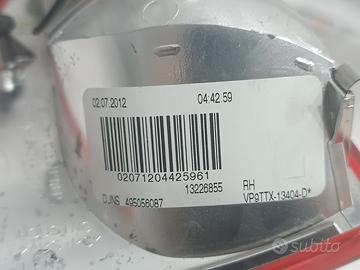 02.07.2012 04:42.59
02071204425961
13226855 RH
DUNS 495056087 VP9TTX-13404-D*
subito